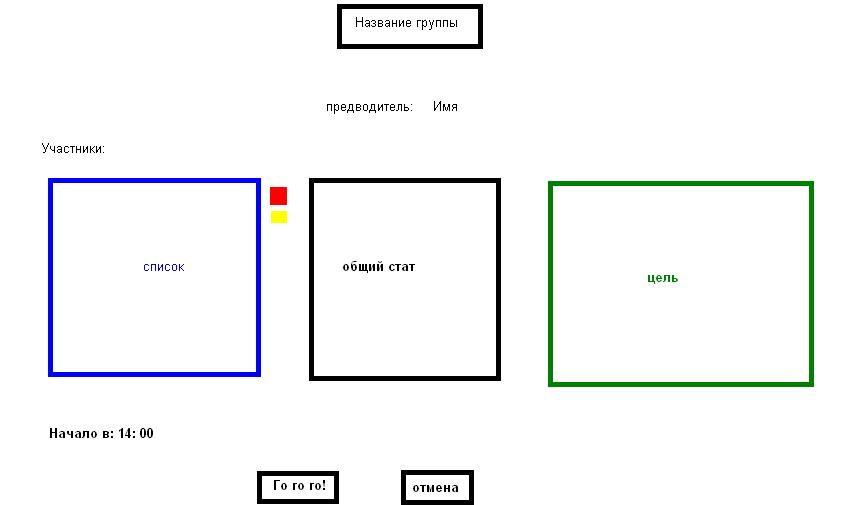 Название группы
предводитель: Имя
Участники:
список
общий стат
цель
Начало в: 14: 00
Го го го!
отмена